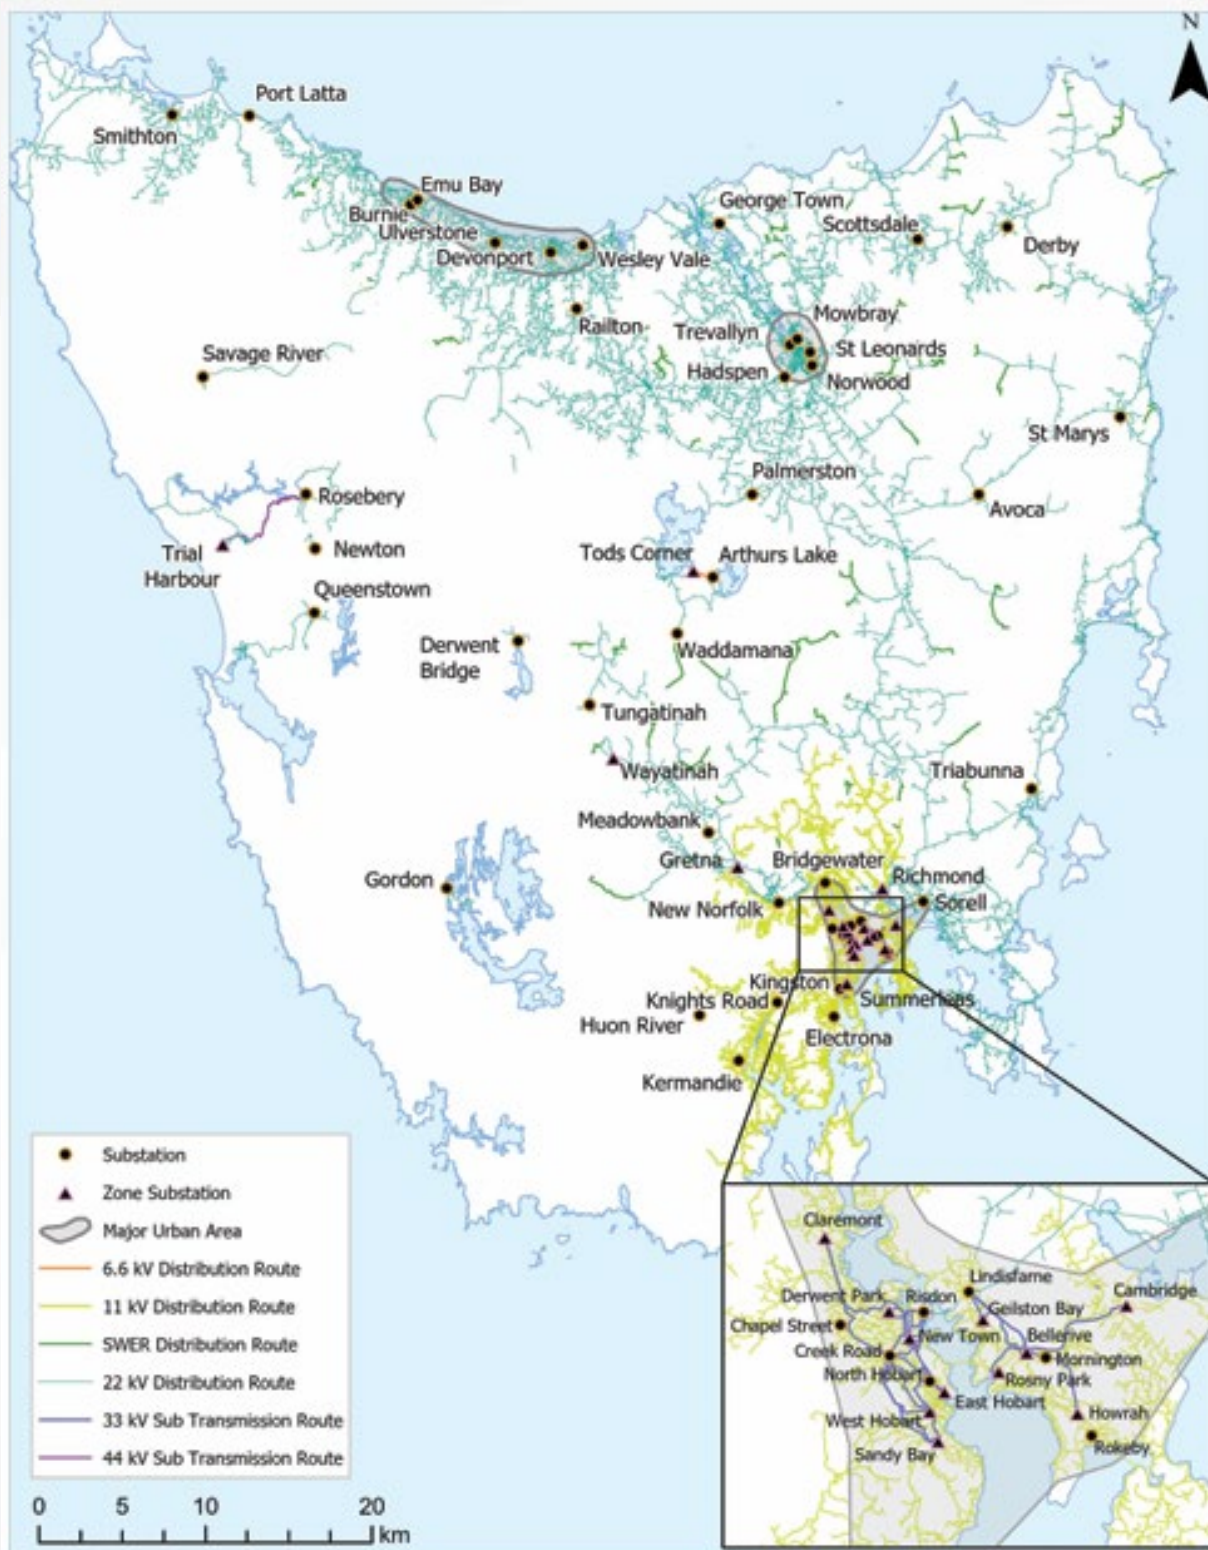 N
Port Latta
Smithton
Emu Bay
Burnie
Ulverstone
Devonport
Wesley Vale
George Town
Scottsdale
Derby
Railton
Mowbray
Trevallyn
St Leonards
Hadspen
Norwood
Savage River
St Marys
Palmerston
Rosebery
Avoca
Trial
Harbour
Newton
Tods Corner
Arthurs Lake
Queenstown
Derwent
Bridge
Waddamana
Tungatinah
Wayatinah
Triabunna
Meadowbank
Gretna
Bridgewater
Richmond
Gordon
New Norfolk
Sorell
Kingston
Knights Road
Summerleas
Huon River
Electrona
Kermandie
Substation
Zone Substation
Major Urban Area
6.6 kV Distribution Route
11 kV Distribution Route
SWER Distribution Route
22 kV Distribution Route
33 kV Sub Transmission Route
44 kV Sub Transmission Route
0 5 10 20
km
Claremont
Lindisfarne
Derwent Park
Risdon
Geilston Bay
Cambridge
Chapel Street
New Town
Bellerive
Creek Road
Mornington
North Hobart
Rosny Park
East Hobart
West Hobart
Howrah
Sandy Bay
Rokeby